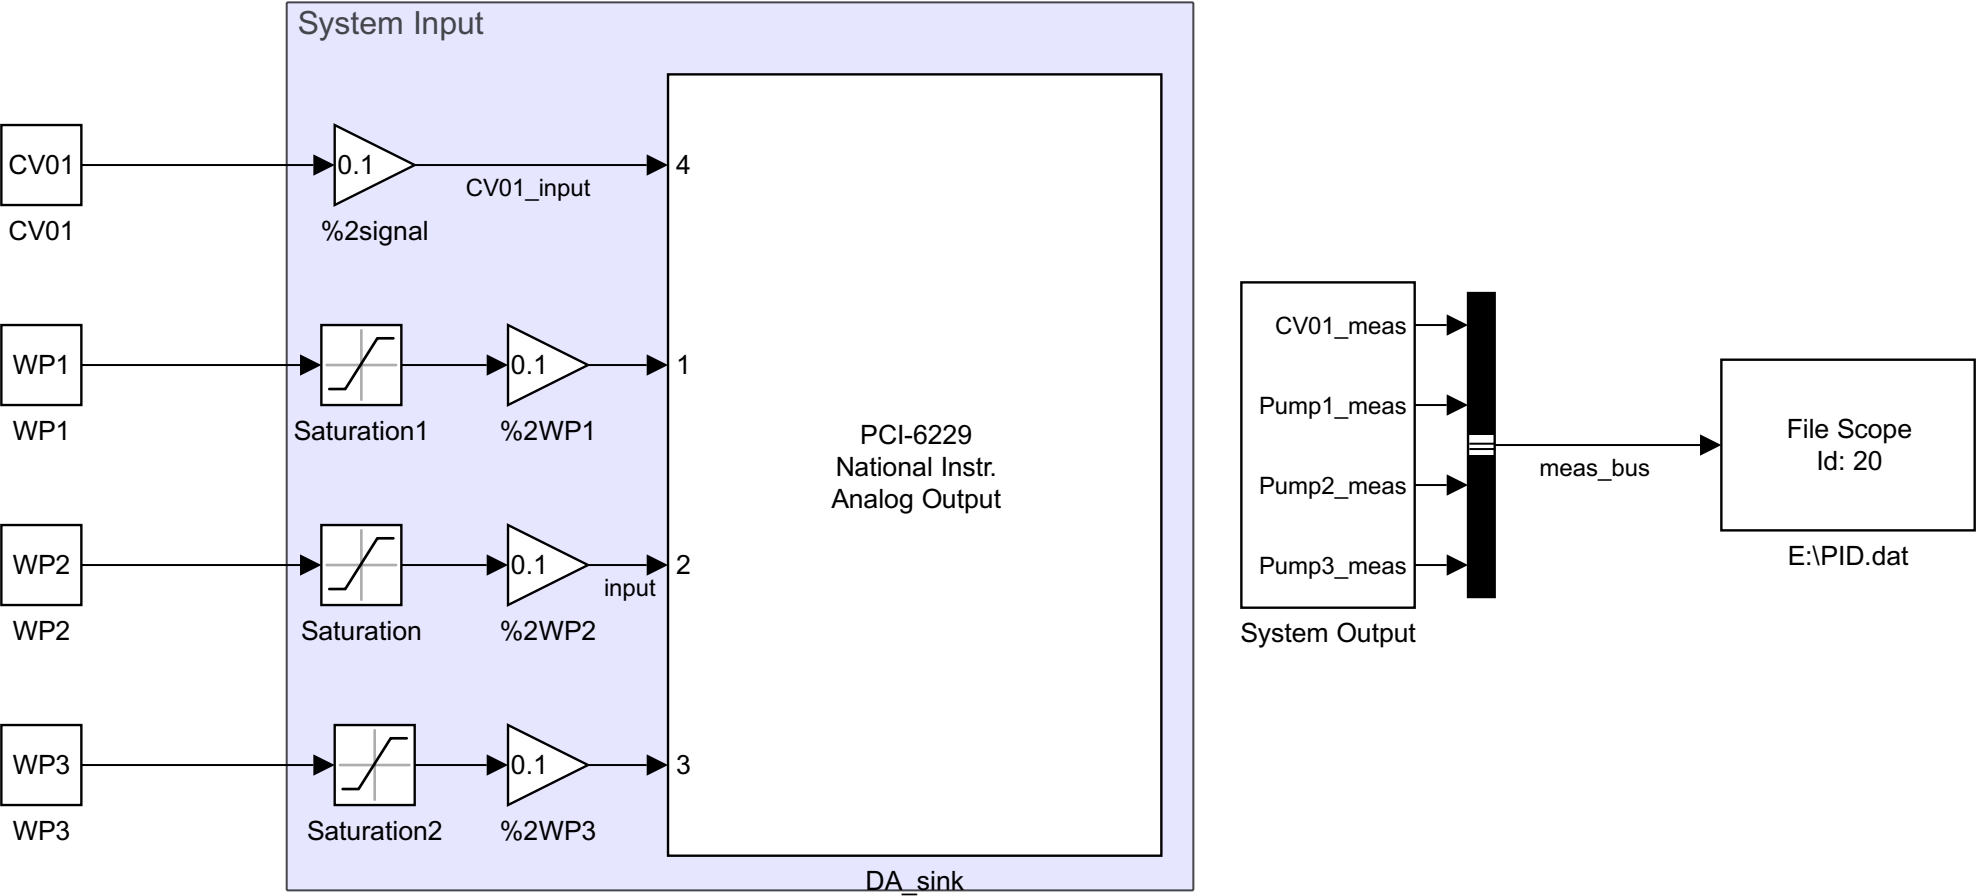 System Input
CV01
CV01
0.1
%2signal
CV01_input
4
WP1
WP1
Saturation1
0.1
%2WP1
1
WP2
WP2
Saturation
0.1
%2WP2
input
2
WP3
WP3
Saturation2
0.1
%2WP3
3
PCI-6229
National Instr.
Analog Output
DA_sink
CV01_meas
Pump1_meas
Pump2_meas
Pump3_meas
System Output
meas_bus
File Scope
Id: 20
E:\PID.dat